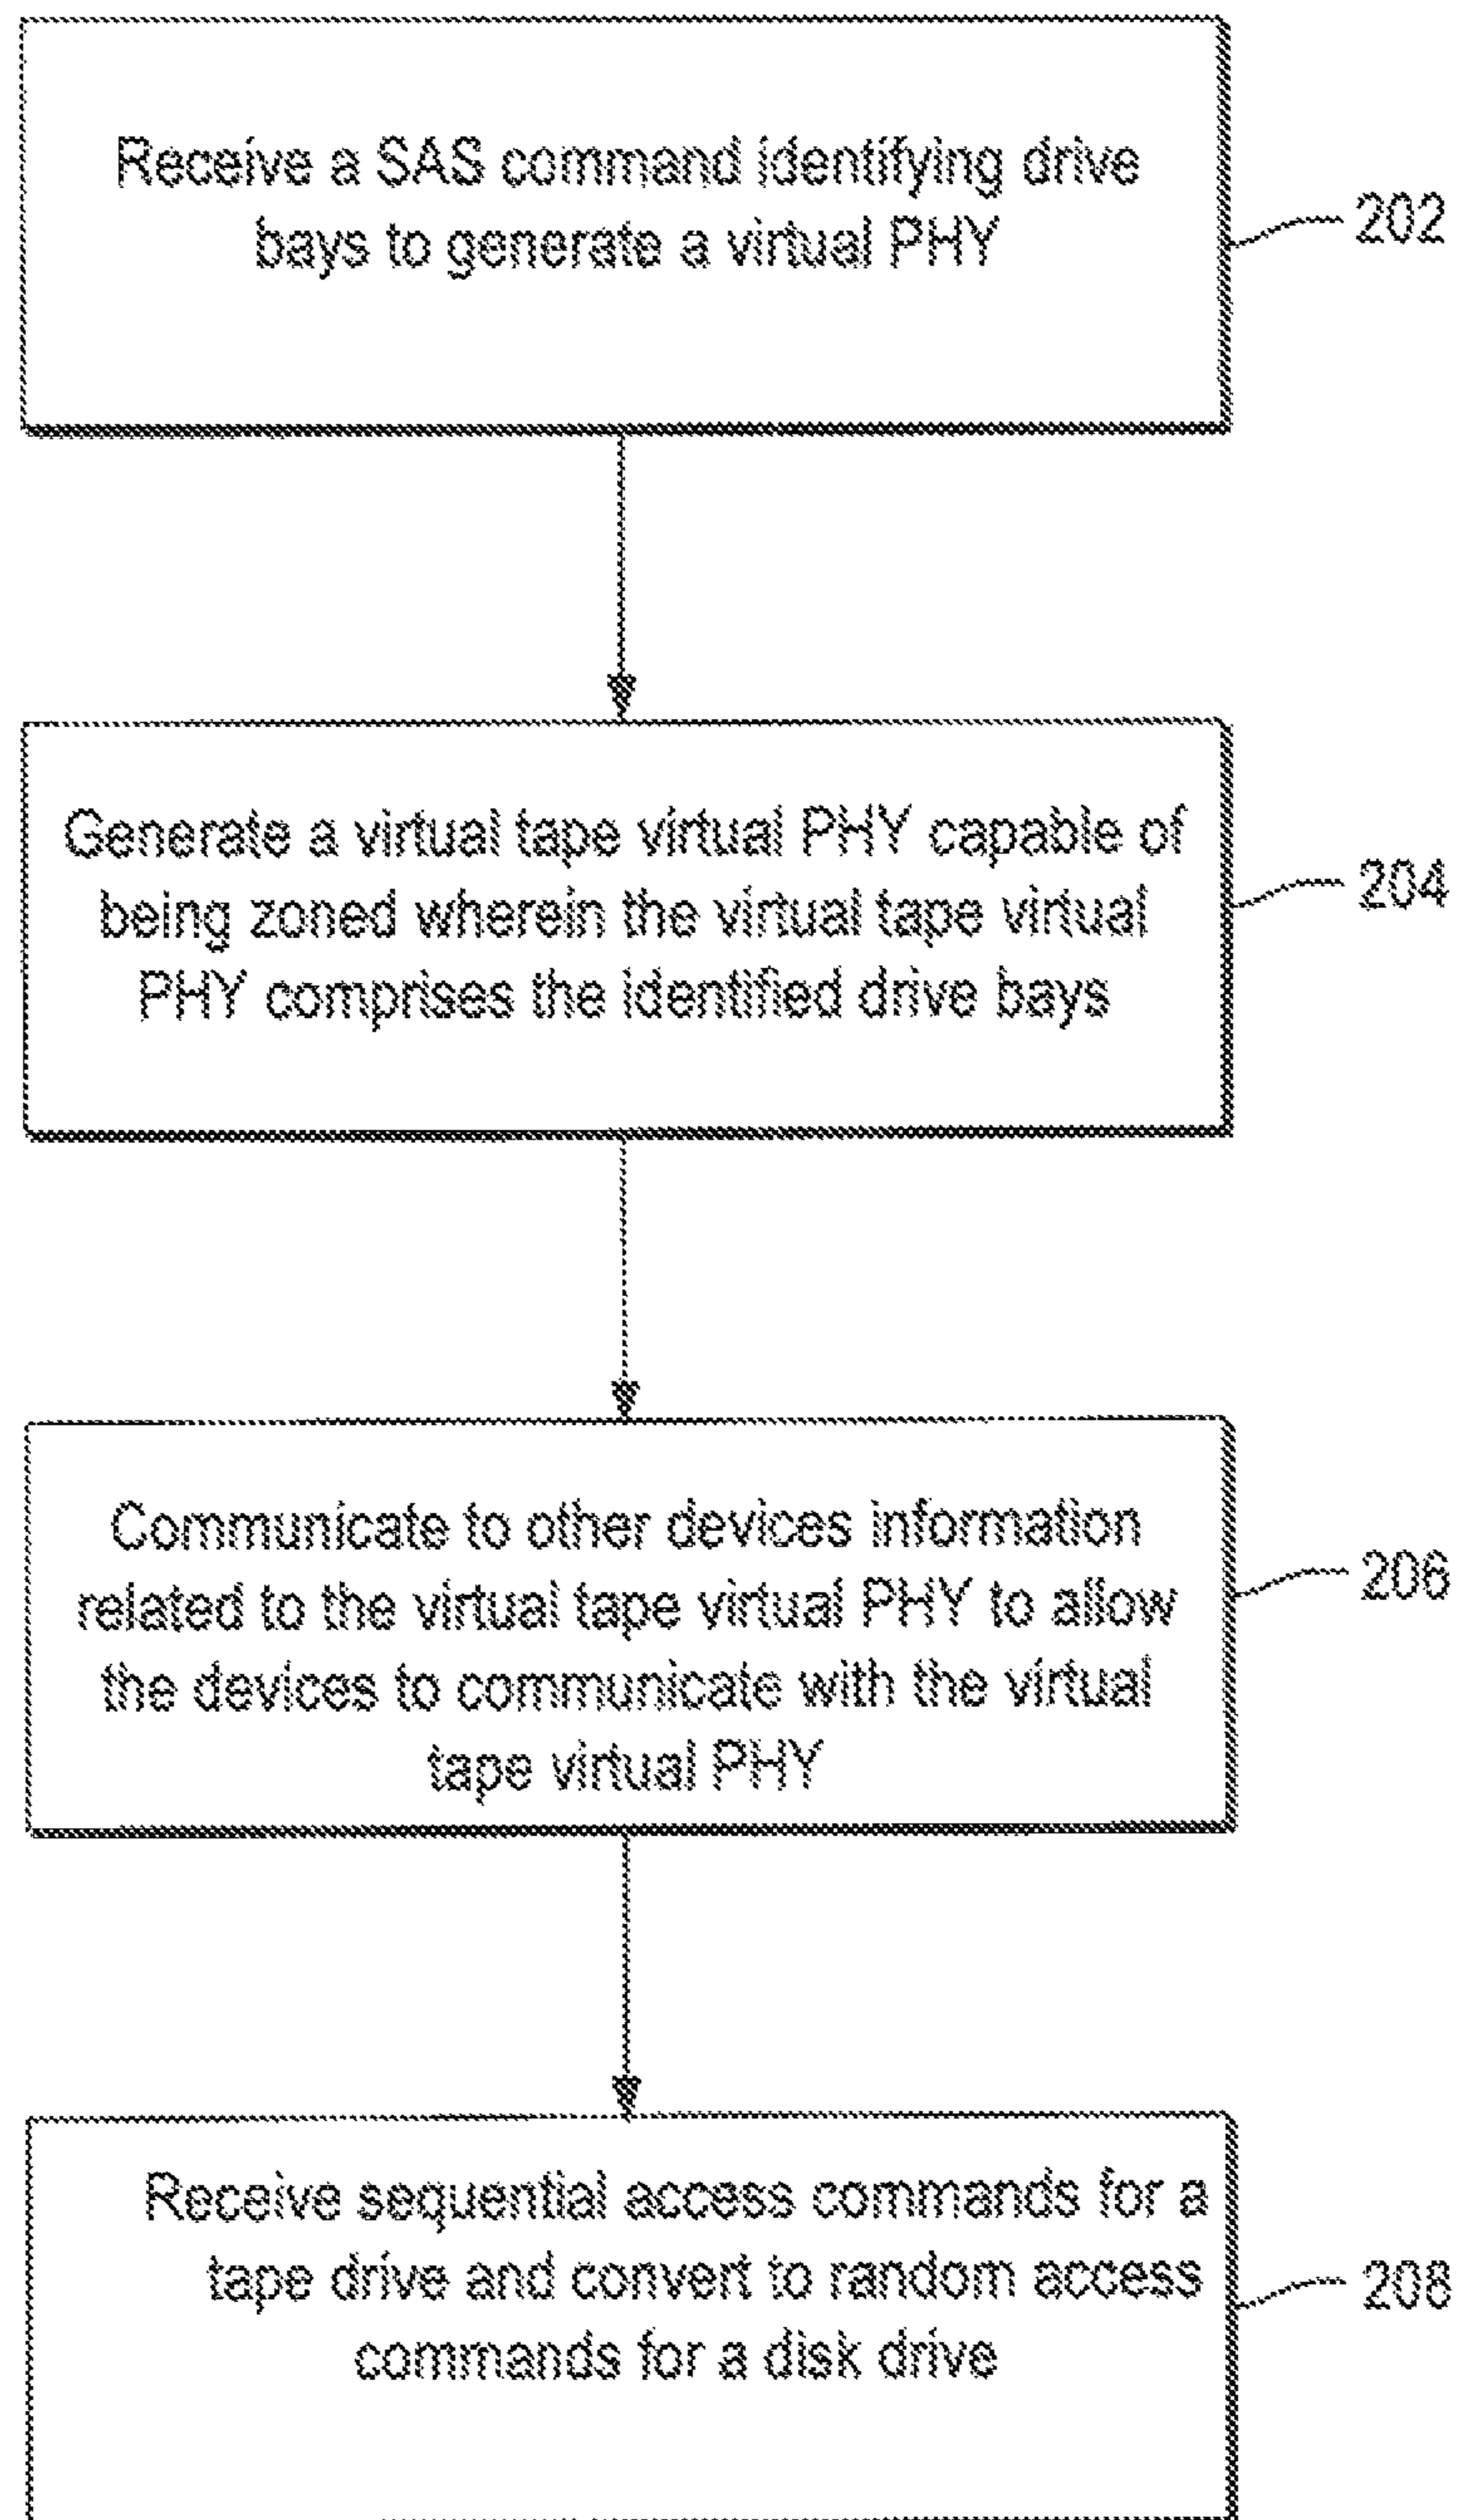 Receive a SAS command identifying drive
bays to generate a virtual PHY
202
Generate a virtual tape virtual PHY capable of
being zoned wherein the virtual tape virtual
PHY comprises the identified drive bays
204
Communicate to other devices information
related to the virtual tape virtual PHY to allow
the devices to communicate with the virtual
tape virtual PHY
206
Receive sequential access commands for a
tape drive and convert to random access
commands for a disk drive
208